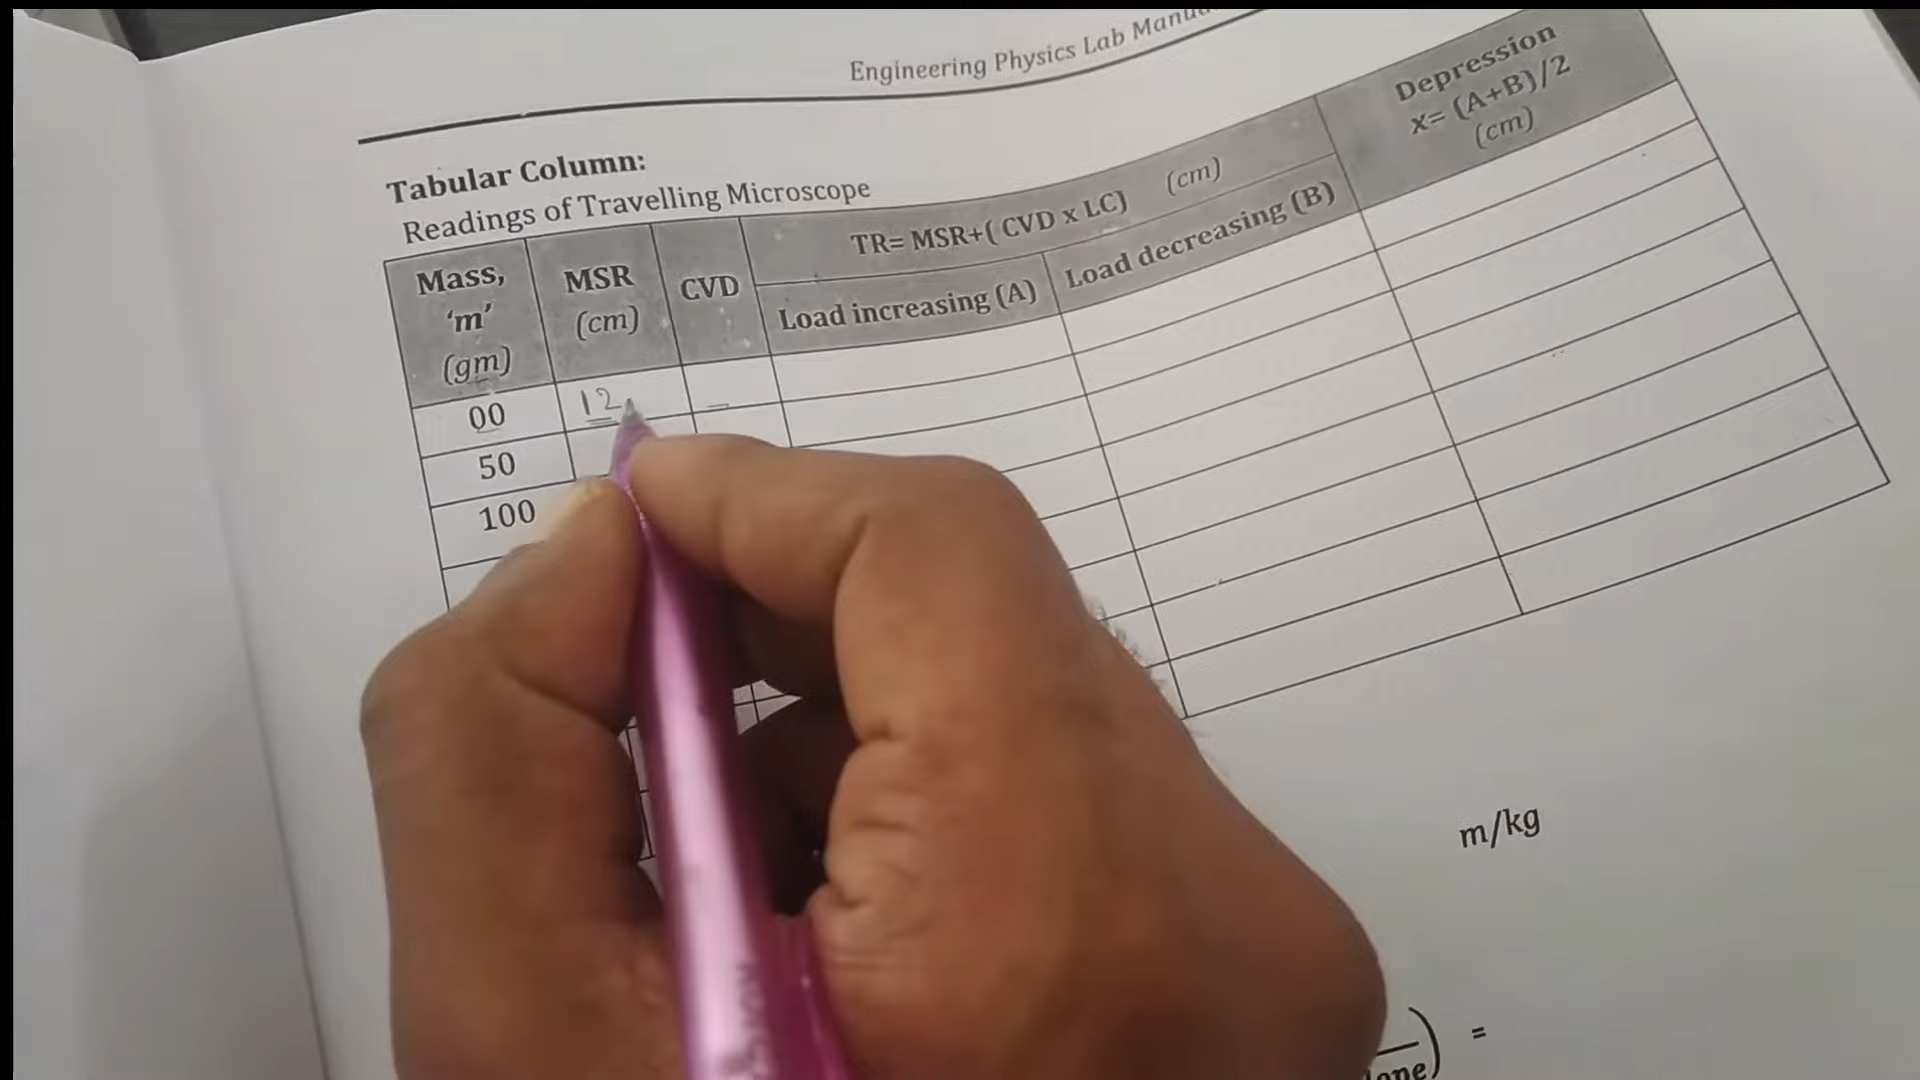 Engineering Physics Lab
Tabular Column:
Readings of Travelling Microscope
Mass, 'm' (gm)
MSR (cm)
CVD
TR= MSR+( CVD x LC) (cm)
Load increasing (A)
Load decreasing (B)
Depression x= (A+B)/2 (cm)
00 12
50
100
m/kg
=